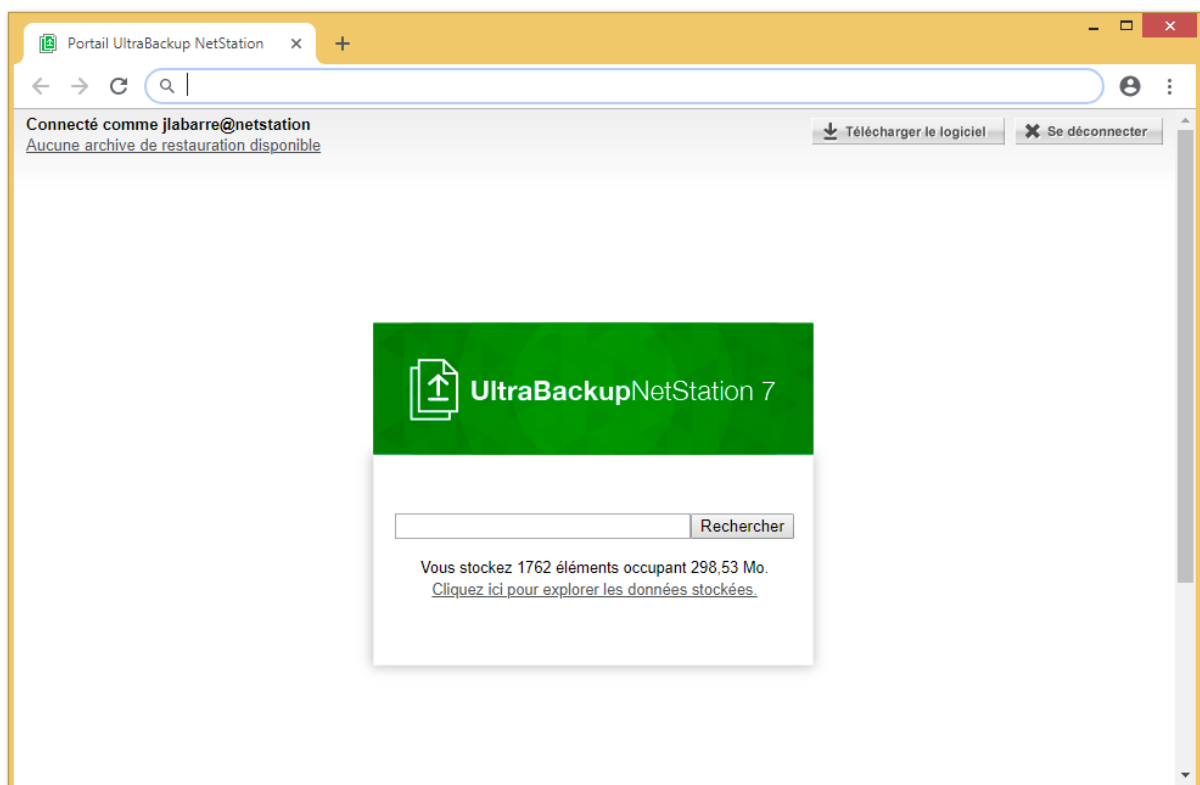 Portail UltraBackup NetStation
Connecté comme jlabarre@netstation
Aucune archive de restauration disponible
Télécharger le logiciel
Se déconnecter
UltraBackupNetStation 7
Rechercher
Vous stockez 1762 éléments occupant 298,53 Mo.
Cliquez ici pour explorer les données stockées.